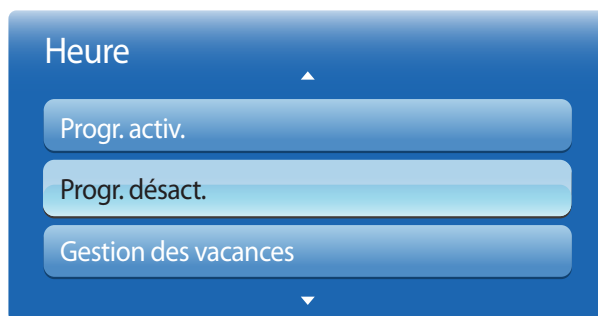 Heure
Progr. activ.
Progr. désact.
Gestion des vacances